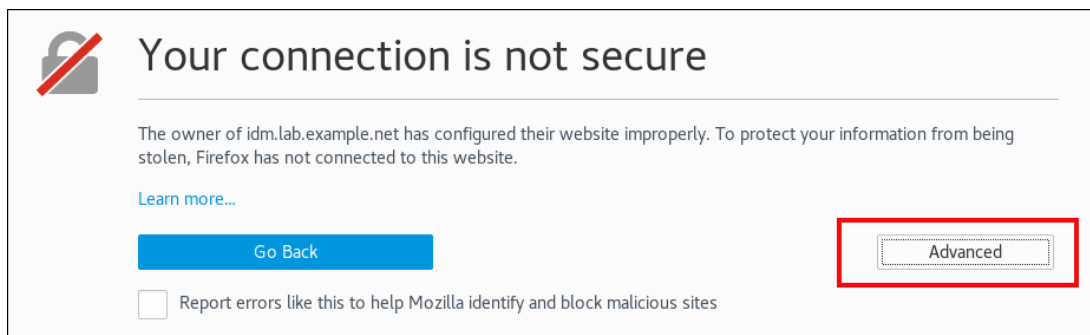 Your connection is not secure
The owner of idm.lab.example.net has configured their website improperly. To protect your information from being
stolen, Firefox has not connected to this website.
Learn more...
Go Back
Advanced
Report errors like this to help Mozilla identify and block malicious sites